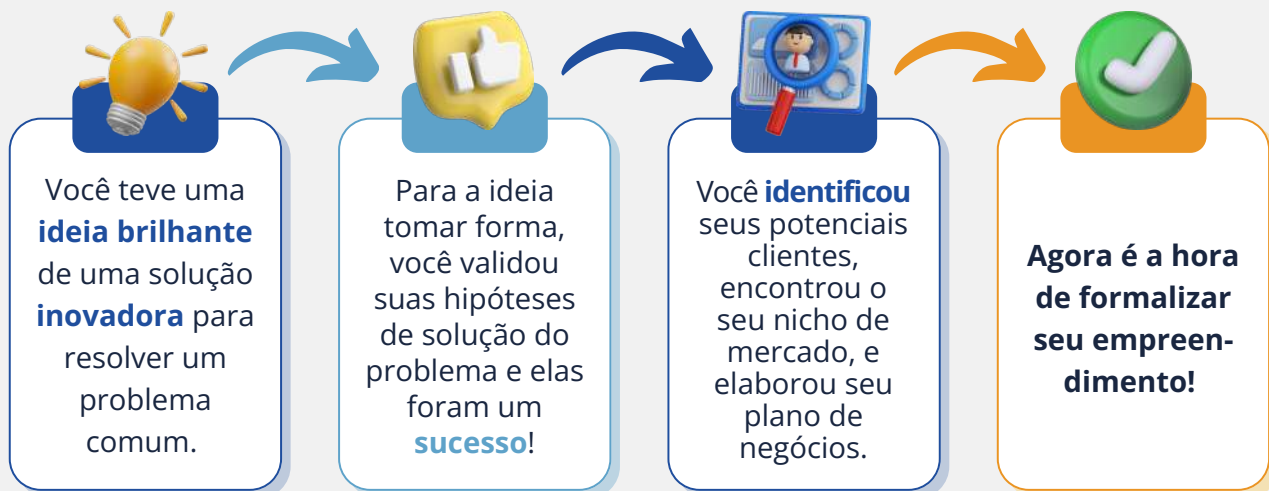 Você teve uma
ideia brilhante
de uma solução
inovadora para
resolver um
problema
comum.
Para a ideia
tomar forma,
você validou
suas hipóteses
de solução do
problema e elas
foram um
sucesso!
Você identificou
seus potenciais
clientes,
encontrou o
seu nicho de
mercado, e
elaborou seu
plano de
negócios.
Agora é a hora
de formalizar
seu empreen-
dimento!